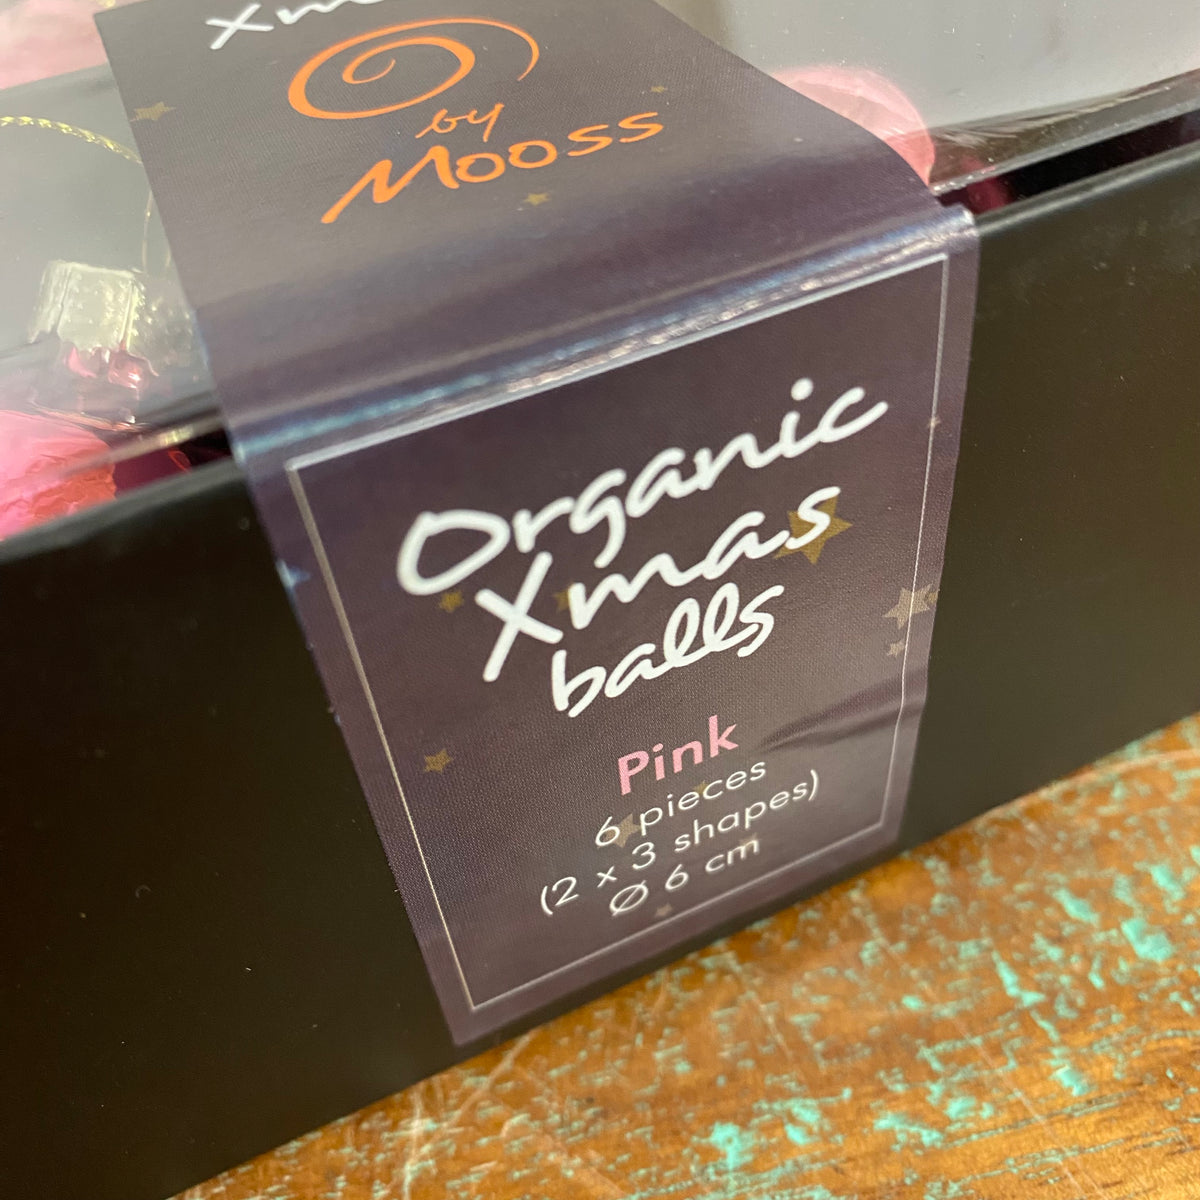 by
Mooss
Organic
Xmas
balls
Pink
6 pieces
(2 x 3 shapes)
Ø 6 cm